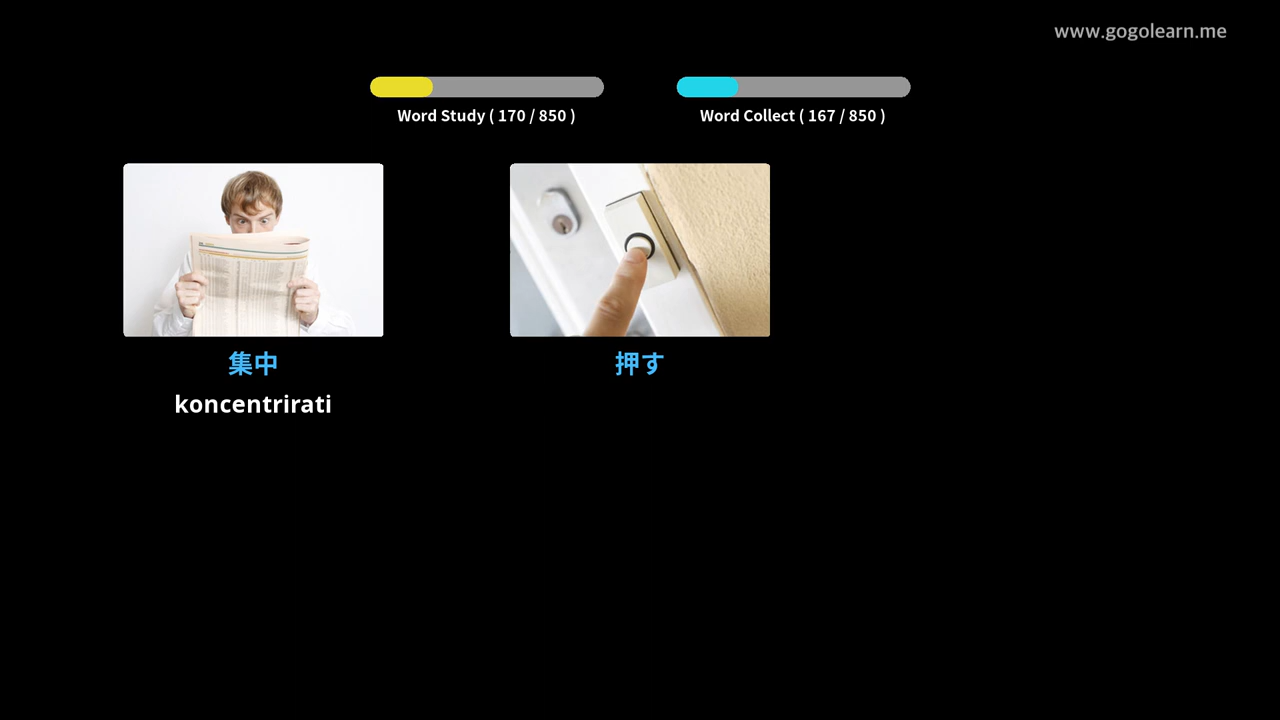 www.gogolearn.me
Word Study ( 170 / 850 )
Word Collect ( 167 / 850 )
集中
押す
koncentrirati